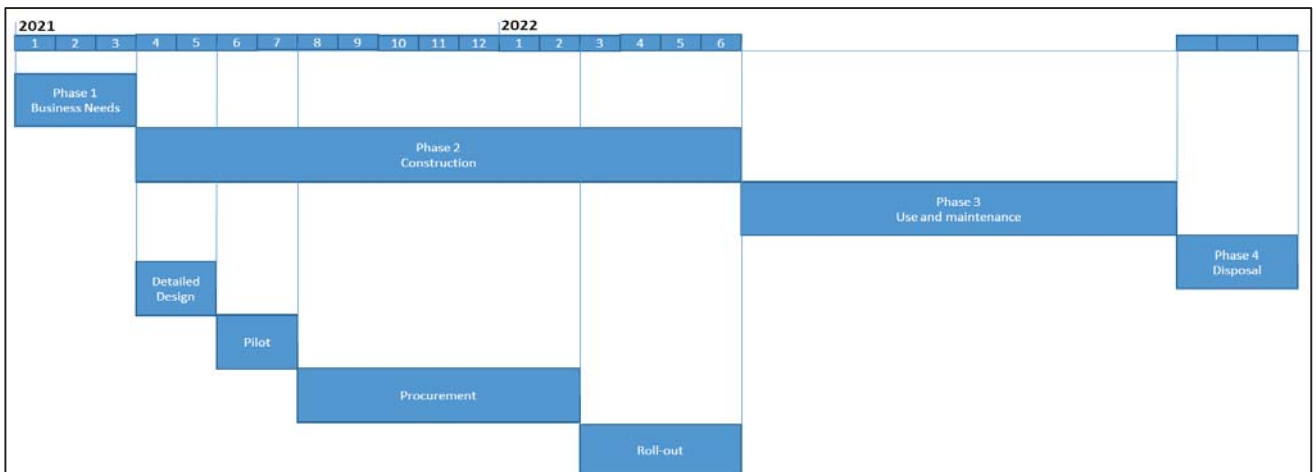 2021 2022
1 2 3 4 5 6 7 8 9 10 11 12 1 2 3 4 5 6
Phase 1
Business Needs
Phase 2
Construction
Phase 3
Use and maintenance
Phase 4
Disposal
Detailed
Design
Pilot
Procurement
Roll-out